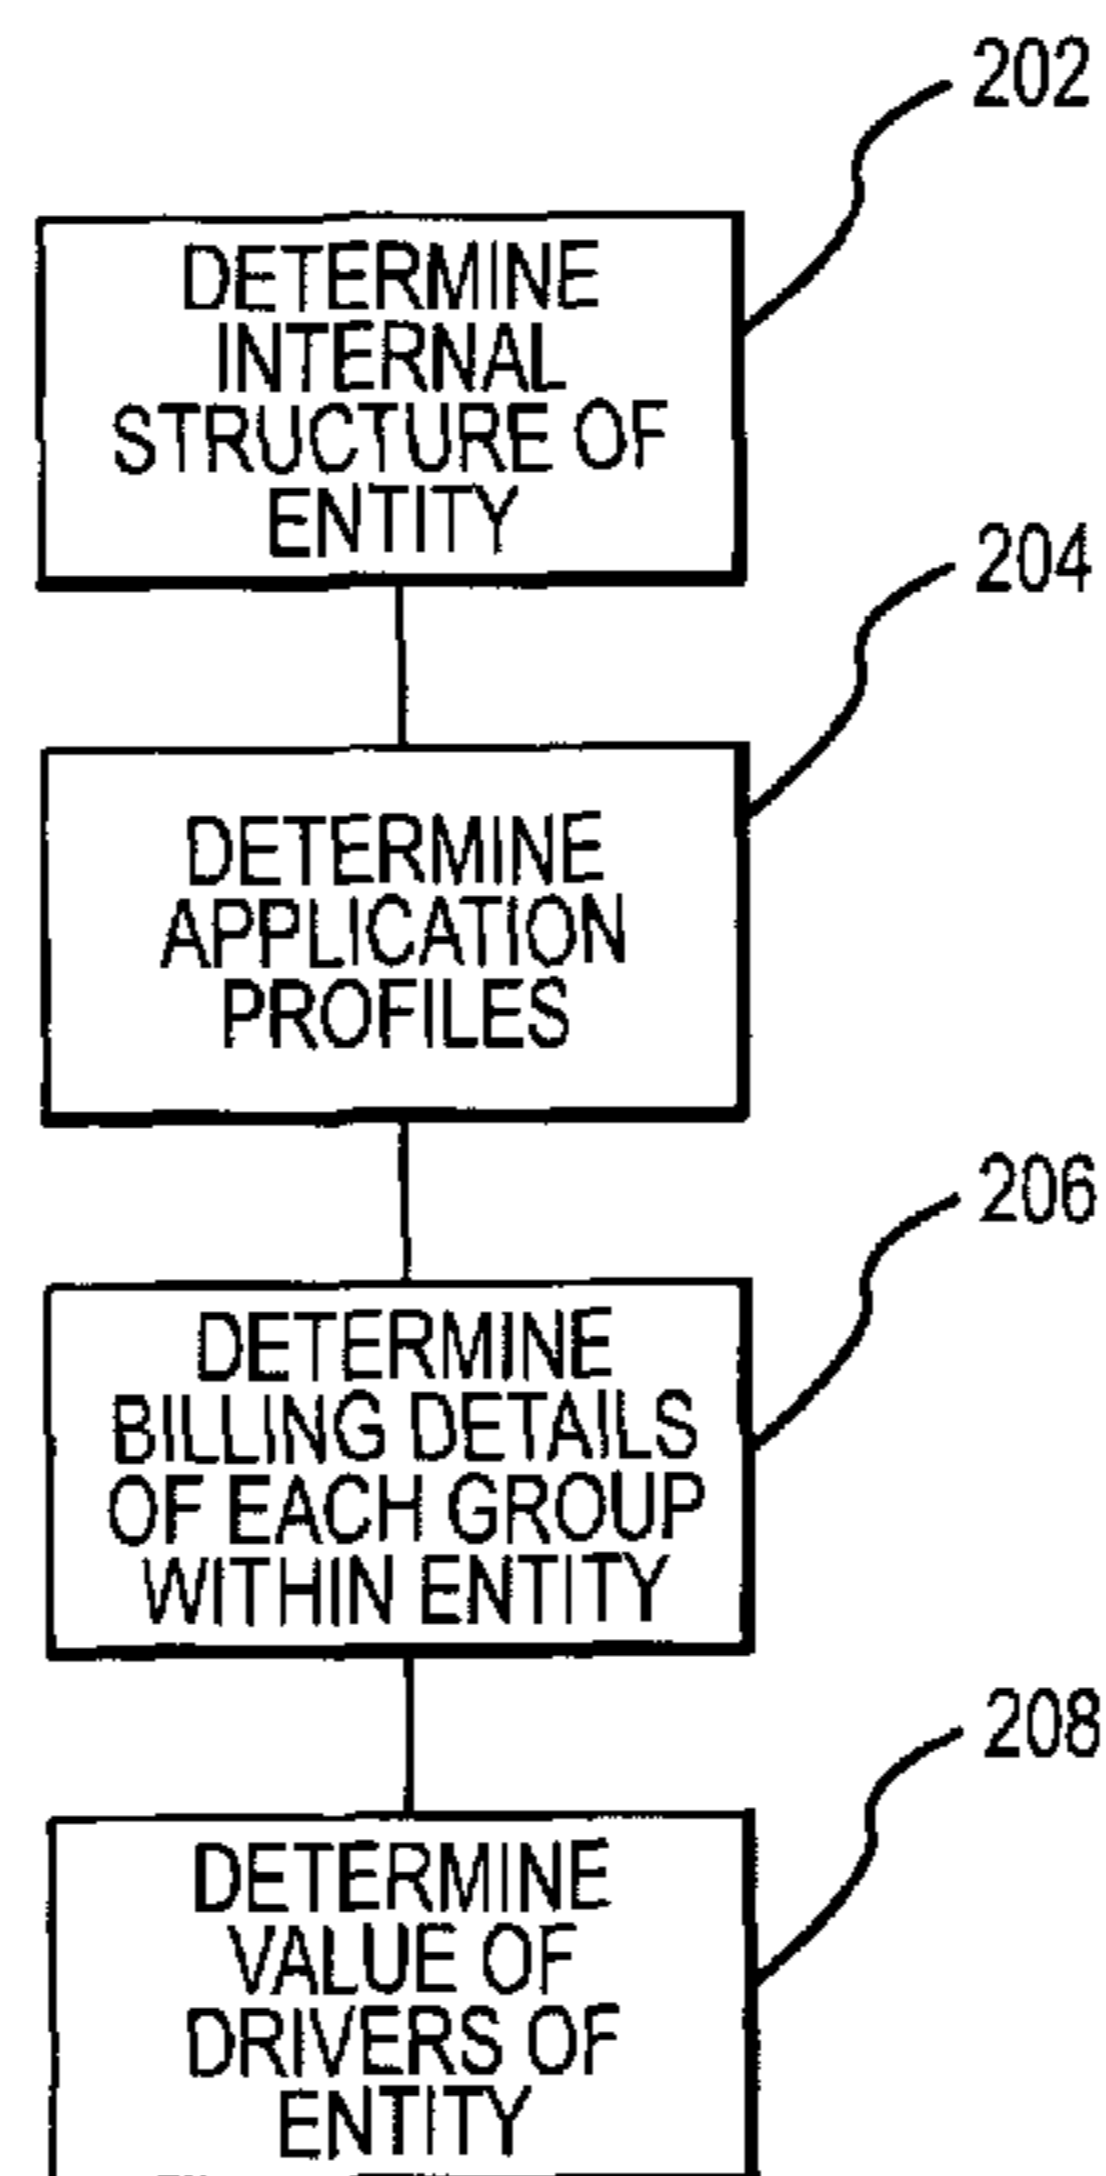 202
DETERMINE
INTERNAL
STRUCTURE OF
ENTITY
204
DETERMINE
APPLICATION
PROFILES
206
DETERMINE
BILLING DETAILS
OF EACH GROUP
WITHIN ENTITY
208
DETERMINE
VALUE OF
DRIVERS OF
ENTITY